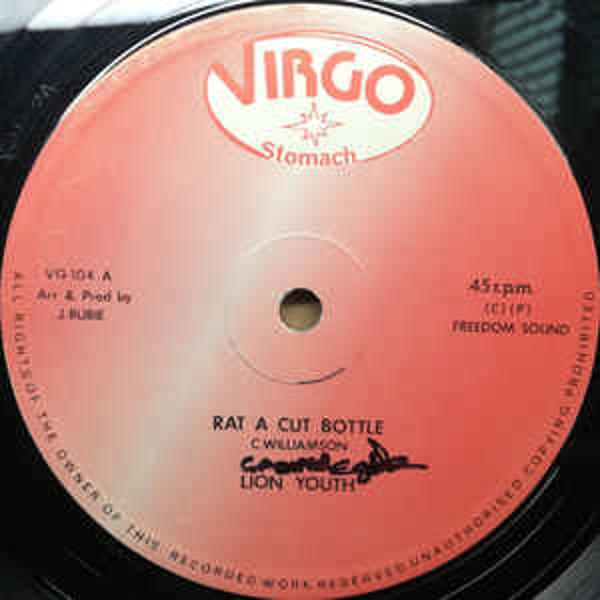 VIRGO
Stomach
VG 104 A
Arr & Prod by
J. RUBIE
45 r.p.m.
(C) (P)
FREEDOM SOUND
RAT A CUT BOTTLE
C. WILLIAMSON
LION YOUTH
ALL RIGHTS OF THE OWNER OF THIS RECORDED WORK RESERVED UNAUTHORISED COPYING PROHIBITED